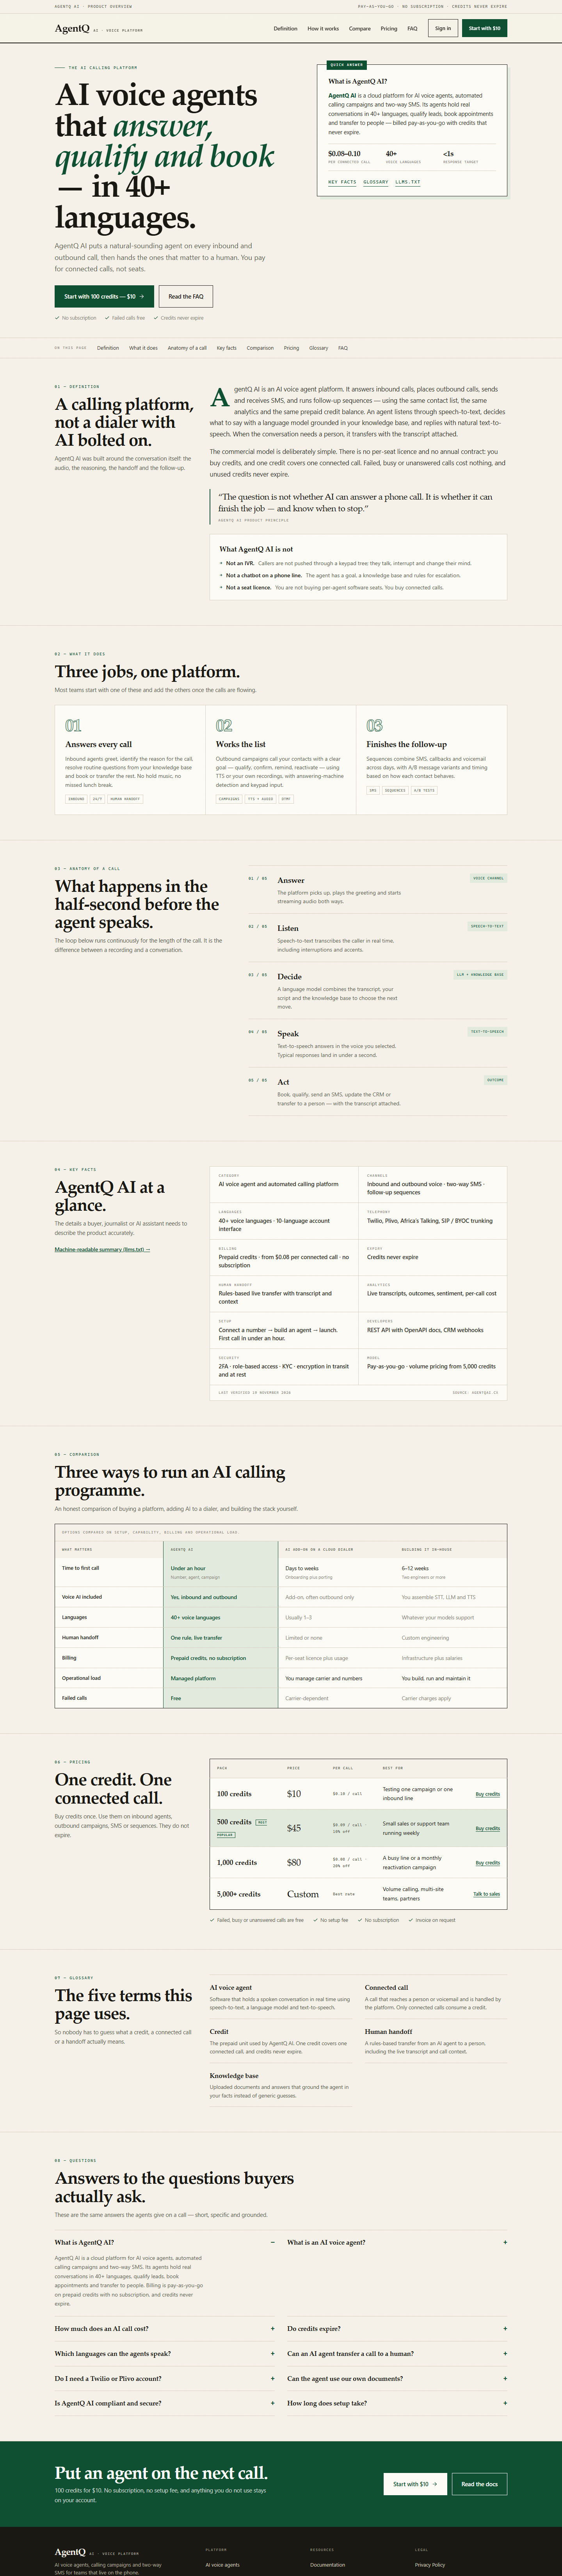 AGENTQ AI · PRODUCT OVERVIEW
PAY-AS-YOU-GO · NO SUBSCRIPTION · CREDITS NEVER EXPIRE
AgentQ AI · VOICE PLATFORM
Definition How it works Compare Pricing FAQ Sign in Start with $10
THE AI CALLING PLATFORM
AI voice agents
that answer,
qualify and book
— in 40+
languages.
AgentQ AI puts a natural-sounding agent on every inbound and
outbound call, then hands the ones that matter to a human. You pay
for connected calls, not seats.
Start with 100 credits — $10 →
Read the FAQ
✓ No subscription ✓ Failed calls free ✓ Credits never expire
QUICK ANSWER
What is AgentQ AI?
AgentQ AI is a cloud platform for AI voice agents, automated
calling campaigns and two-way SMS. Its agents hold real
conversations in 40+ languages, qualify leads, book appointments
and transfer to people — billed pay-as-you-go with credits that
never expire.
$0.08–0.10 40+ <1s
PER CONNECTED CALL VOICE LANGUAGES RESPONSE TARGET
KEY FACTS GLOSSARY LLMS.TXT
ON THIS PAGE Definition What it does Anatomy of a call Key facts Comparison Pricing Glossary FAQ
01 — DEFINITION
A calling platform,
not a dialer with
AI bolted on.
AgentQ AI was built around the conversation itself: the
audio, the reasoning, the handoff and the follow-up.
AgentQ AI is an AI voice agent platform. It answers inbound calls, places outbound calls, sends
and receives SMS, and runs follow-up sequences — using the same contact list, the same
analytics and the same prepaid credit balance. An agent listens through speech-to-text, decides
what to say with a language model grounded in your knowledge base, and replies with natural text-to-
speech. When the conversation needs a person, it transfers with the transcript attached.
The commercial model is deliberately simple. There is no per-seat licence and no annual contract: you
buy credits, and one credit covers one connected call. Failed, busy or unanswered calls cost nothing, and
unused credits never expire.
“The question is not whether AI can answer a phone call. It is whether it can
finish the job — and know when to stop.”
AGENTQ AI PRODUCT PRINCIPLE
What AgentQ AI is not
• Not an IVR. Callers are not pushed through a keypad tree; they talk, interrupt and change their mind.
• Not a chatbot on a phone line. The agent has a goal, a knowledge base and rules for escalation.
• Not a seat licence. You are not buying per-agent software seats. You buy connected calls.
02 — WHAT IT DOES
Three jobs, one platform.
Most teams start with one of these and add the others once the calls are flowing.
01
Answers every call
Inbound agents greet, identify the reason for the call,
resolve routine questions from your knowledge base
and book or transfer the rest. No hold music, no
missed lunch break.
INBOUND 24/7 HUMAN HANDOFF
02
Works the list
Outbound campaigns call your contacts with a clear
goal — qualify, confirm, remind, reactivate — using
TTS or your own recordings, with answering-machine
detection and keypad input.
CAMPAIGNS TTS + AUDIO DTMF
03
Finishes the follow-up
Sequences combine SMS, callbacks and voicemail
across days, with A/B message variants and timing
based on how each contact behaves.
SMS SEQUENCES A/B TESTS
03 — ANATOMY OF A CALL
What happens in the
half-second before the
agent speaks.
The loop below runs continuously for the length of the call. It is the
difference between a recording and a conversation.
01 / 05 Answer VOICE CHANNEL
The platform picks up, plays the greeting and starts
streaming audio both ways.
02 / 05 Listen SPEECH-TO-TEXT
Speech-to-text transcribes the caller in real time,
including interruptions and accents.
03 / 05 Decide LLM + KNOWLEDGE BASE
A language model combines the transcript, your
script and the knowledge base to choose the next
move.
04 / 05 Speak TEXT-TO-SPEECH
Text-to-speech answers in the voice you selected.
Typical responses land in under a second.
05 / 05 Act OUTCOME
Book, qualify, send an SMS, update the CRM or
transfer to a person — with the transcript attached.
04 — KEY FACTS
AgentQ AI at a
glance.
The details a buyer, journalist or AI assistant needs to
describe the product accurately.
Machine-readable summary (llms.txt) →
CATEGORY
AI voice agent and automated calling platform
CHANNELS
Inbound and outbound voice · two-way SMS ·
follow-up sequences
LANGUAGES
40+ voice languages · 10-language account
interface
TELEPHONY
Twilio, Plivo, Africa's Talking, SIP / BYOC trunking
BILLING
Prepaid credits · from $0.08 per connected call · no
subscription
EXPIRY
Credits never expire
HUMAN HANDOFF
Rules-based live transfer with transcript and
context
ANALYTICS
Live transcripts, outcomes, sentiment, per-call cost
SETUP
Connect a number → build an agent → launch.
First call in under an hour.
DEVELOPERS
REST API with OpenAPI docs, CRM webhooks
SECURITY
2FA · role-based access · KYC · encryption in transit
and at rest
MODEL
Pay-as-you-go · volume pricing from 5,000 credits
SOURCE: AGENTQAI.CX
05 — COMPARISON
Three ways to run an AI calling
programme.
An honest comparison of buying a platform, adding AI to a dialer, and building the stack yourself.
OPTIONS COMPARED ON SETUP, CAPABILITY, BILLING AND OPERATIONAL LOAD.
WHAT MATTERS AGENTQ AI AI ADD-ON ON A CLOUD DIALER BUILDING IT IN-HOUSE
Time to first call Under an hour Days to weeks 6–12 weeks
Number, agent, campaign Onboarding plus porting Two engineers or more
Voice AI included Yes, inbound and outbound Add-on, often outbound only You assemble STT, LLM and TTS
Languages 40+ voice languages Usually 1–3 Whatever your models support
Human handoff One rule, live transfer Limited or none Custom engineering
Billing Prepaid credits, no subscription Per-seat licence plus usage Infrastructure plus salaries
Operational load Managed platform You manage carrier and numbers You build, run and maintain it
Failed calls Free Carrier-dependent Carrier charges apply
06 — PRICING
One credit. One
connected call.
Buy credits once. Use them on inbound agents,
outbound campaigns, SMS or sequences. They do not
expire.
PACK PRICE PER CALL BEST FOR
100 credits $10 $0.10 / call Testing one campaign or one
inbound line Buy credits
500 credits MOST
POPULAR $45 $0.09 / call ·
10% off Small sales or support team
running weekly Buy credits
1,000 credits $80 $0.08 / call ·
20% off A busy line or a monthly
reactivation campaign Buy credits
5,000+ credits Custom Best rate Volume calling, multi-site
teams, partners Talk to sales
✓ Failed, busy or unanswered calls are free ✓ No setup fee ✓ No subscription ✓ Invoice on request
07 — GLOSSARY
The five terms this
page uses.
So nobody has to guess what a credit, a connected call
or a handoff actually means.
AI voice agent
Software that holds a spoken conversation in real time using
speech-to-text, a language model and text-to-speech.
Connected call
A call that reaches a person or voicemail and is handled by
the platform. Only connected calls consume a credit.
Credit
The prepaid unit used by AgentQ AI. One credit covers one
connected call, and credits never expire.
Human handoff
A rules-based transfer from an AI agent to a person,
including the live transcript and call context.
Knowledge base
Uploaded documents and answers that ground the agent in
your facts instead of generic guesses.
08 — QUESTIONS
Answers to the questions buyers
actually ask.
These are the same answers the agents give on a call — short, specific and grounded.
What is AgentQ AI? −
AgentQ AI is a cloud platform for AI voice agents, automated
calling campaigns and two-way SMS. Its agents hold real
conversations in 40+ languages, qualify leads, book
appointments and transfer to people. Billing is pay-as-you-go
on prepaid credits with no subscription, and credits never
expire.
What is an AI voice agent? +
How much does an AI call cost? +
Do credits expire? +
Which languages can the agents speak? +
Can an AI agent transfer a call to a human? +
Do I need a Twilio or Plivo account? +
Can the agent use our own documents? +
Is AgentQ AI compliant and secure? +
How long does setup take? +
Put an agent on the next call.
100 credits for $10. No subscription, no setup fee, and anything you do not use stays
on your account.
Start with $10 →
Read the docs
AgentQ AI · VOICE PLATFORM
AI voice agents, calling campaigns and two-way
SMS for teams that live on the phone.
PLATFORM
AI voice agents
RESOURCES
Documentation
LEGAL
Privacy Policy